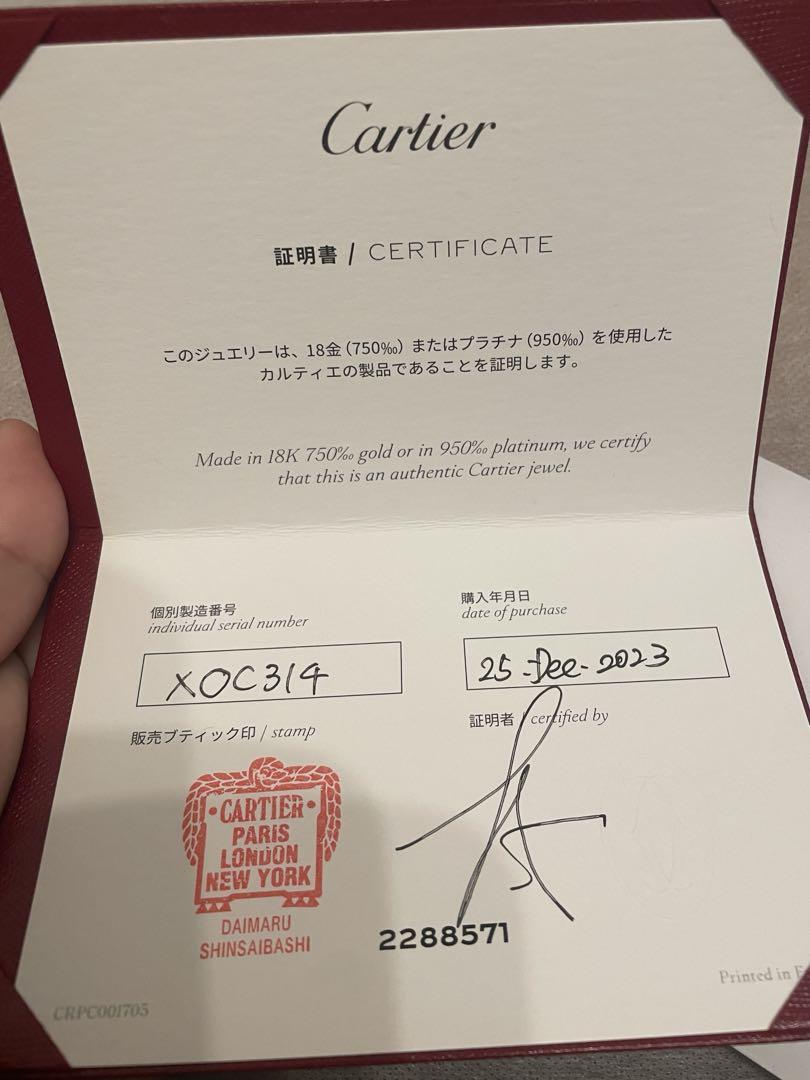 Cartier
証明書 / CERTIFICATE
このジュエリーは、18金(750‰)またはプラチナ(950‰)を使用した
カルティエの製品であることを証明します。
Made in 18K 750‰ gold or in 950‰ platinum, we certify
that this is an authentic Cartier jewel.
個別製造番号
individual serial number
XOC314
購入年月日
date of purchase
25-Dec-2023
販売ブティック印 / stamp
証明者 / certified by
•CARTIER•
PARIS
LONDON
NEW YORK
DAIMARU
SHINSAIBASHI
2288571
CRPC001705
Printed in